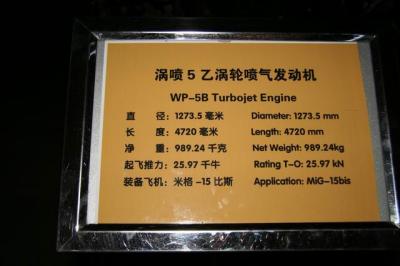 涡喷 5 乙涡轮喷气发动机
WP-5B Turbojet Engine
直 径：1273.5 毫米 Diameter: 1273.5 mm
长 度：4720 毫米 Length: 4720 mm
净 重：989.24 千克 Net Weight: 989.24kg
起飞推力：25.97 千牛 Rating T-O: 25.97 kN
装备飞机：米格 -15 比斯 Application: MiG-15bis